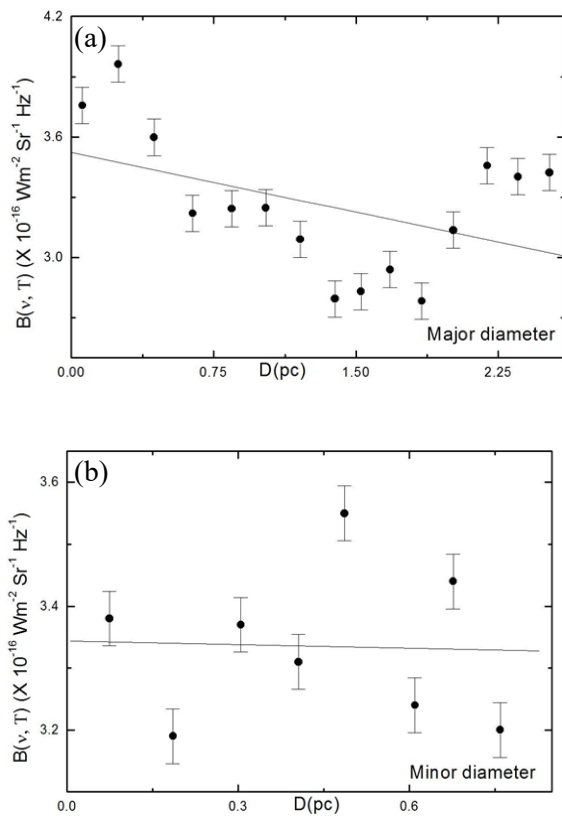 (a)
4.2
3.6
3.0
B(ν, T) (X 10⁻¹⁶ Wm⁻² Sr⁻¹ Hz⁻¹)
Major diameter
0.00 0.75 1.50 2.25
D(pc)
(b)
3.6
3.4
3.2
B(ν, T) (X 10⁻¹⁶ Wm⁻² Sr⁻¹ Hz⁻¹)
Minor diameter
0.0 0.3 0.6
D(pc)